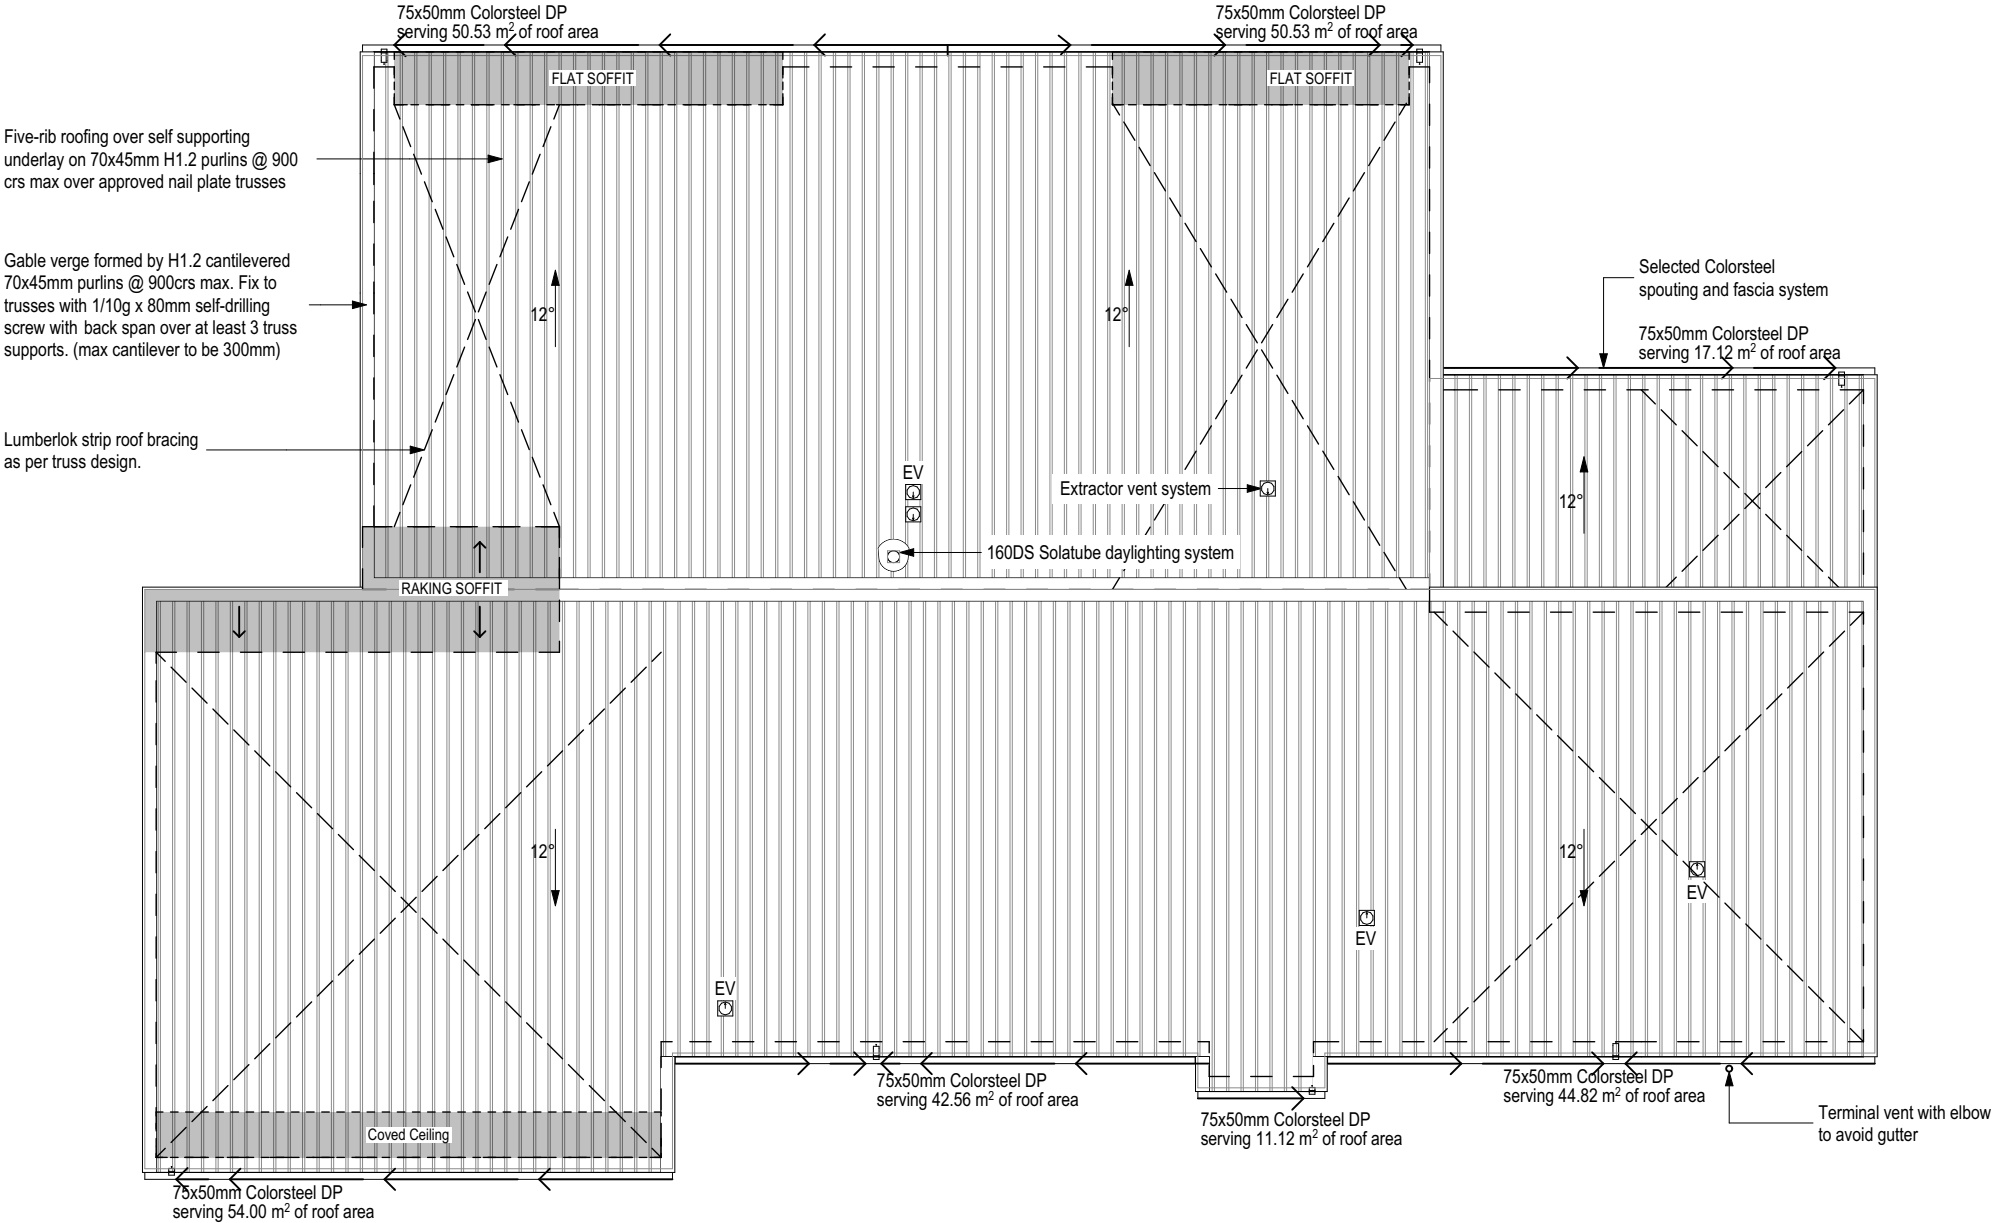 75x50mm Colorsteel DP
serving 50.53 m² of roof area
75x50mm Colorsteel DP
serving 50.53 m² of roof area
FLAT SOFFIT
FLAT SOFFIT
Five-rib roofing over self supporting
underlay on 70x45mm H1.2 purlins @ 900
crs max over approved nail plate trusses
Gable verge formed by H1.2 cantilevered
70x45mm purlins @ 900crs max. Fix to
trusses with 1/10g x 80mm self-drilling
screw with back span over at least 3 truss
supports. (max cantilever to be 300mm)
12°
12°
Selected Colorsteel
spouting and fascia system
75x50mm Colorsteel DP
serving 17.12 m² of roof area
Lumberlok strip roof bracing
as per truss design.
EV
Extractor vent system
12°
160DS Solatube daylighting system
RAKING SOFFIT
12°
12°
EV
EV
EV
75x50mm Colorsteel DP
serving 42.56 m² of roof area
75x50mm Colorsteel DP
serving 44.82 m² of roof area
75x50mm Colorsteel DP
serving 11.12 m² of roof area
Terminal vent with elbow
to avoid gutter
Coved Ceiling
75x50mm Colorsteel DP
serving 54.00 m² of roof area